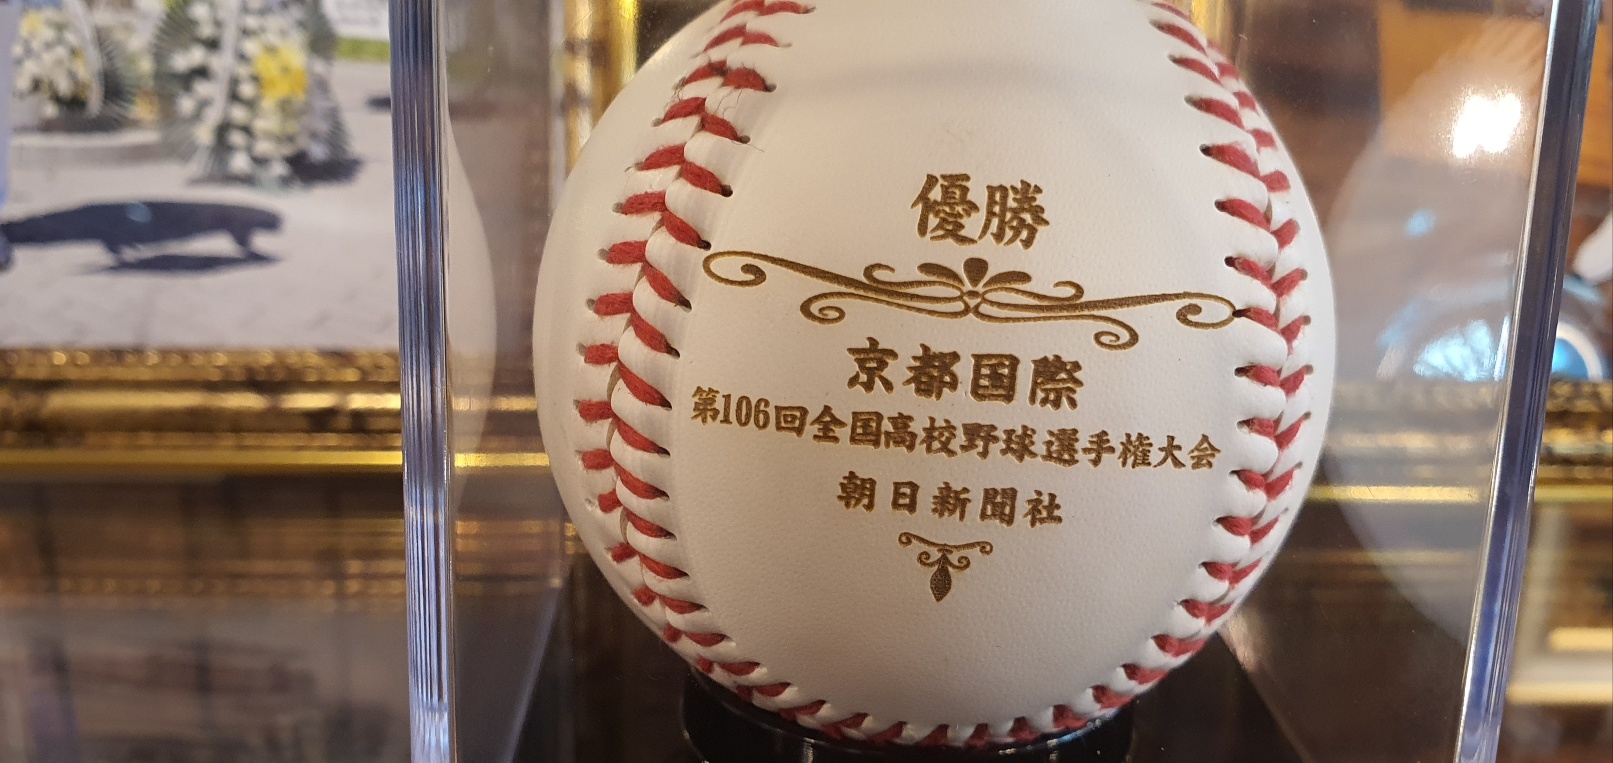 優勝
京都国際
第106回全国高校野球選手権大会
朝日新聞社